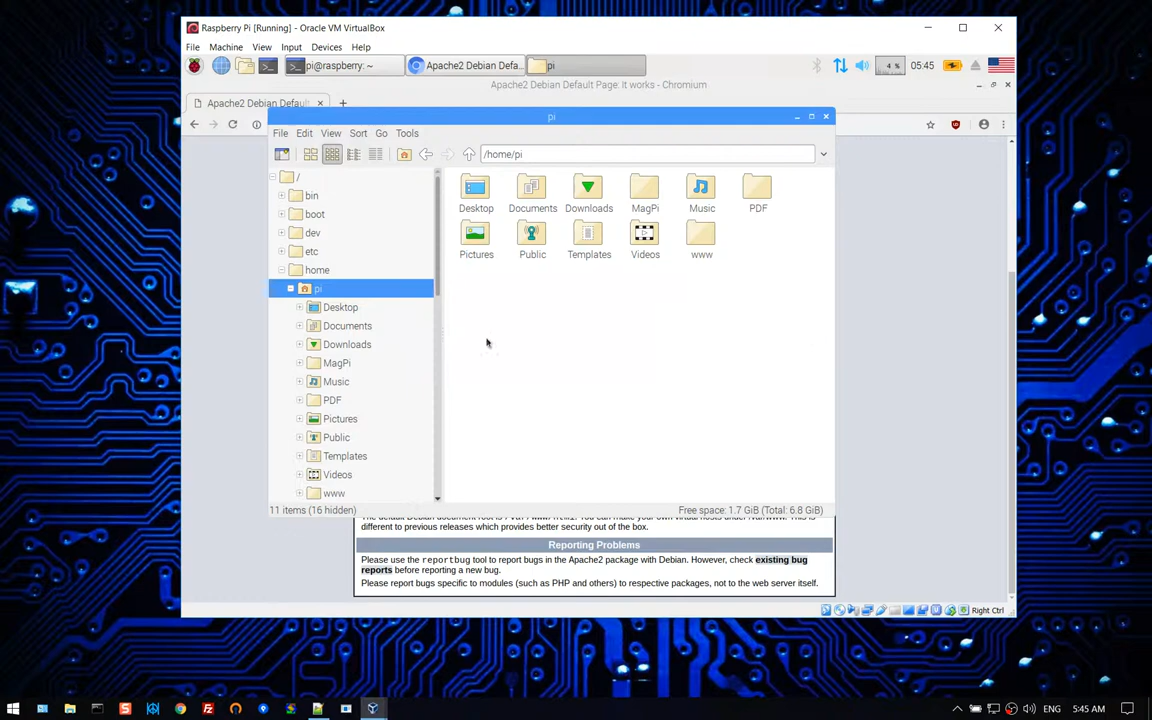 Raspberry Pi [Running] - Oracle VM VirtualBox
File Machine View Input Devices Help
pi@raspberry: ~ Apache2 Debian Defa... pi 4 % 05:45
Apache2 Debian Default Page: It works - Chromium
Apache2 Debian Defaul
pi
File Edit View Sort Go Tools
/home/pi
/
bin
boot
dev
etc
home
pi
Desktop
Documents
Downloads
MagPi
Music
PDF
Pictures
Public
Templates
Videos
www
Desktop Documents Downloads MagPi Music PDF
Pictures Public Templates Videos www
11 items (16 hidden) Free space: 1.7 GiB (Total: 6.8 GiB)
different to previous releases which provides better security out of the box.
Reporting Problems
Please use the reportbug tool to report bugs in the Apache2 package with Debian. However, check existing bug
reports before reporting a new bug.
Please report bugs specific to modules (such as PHP and others) to respective packages, not to the web server itself.
Right Ctrl
ENG 5:45 AM